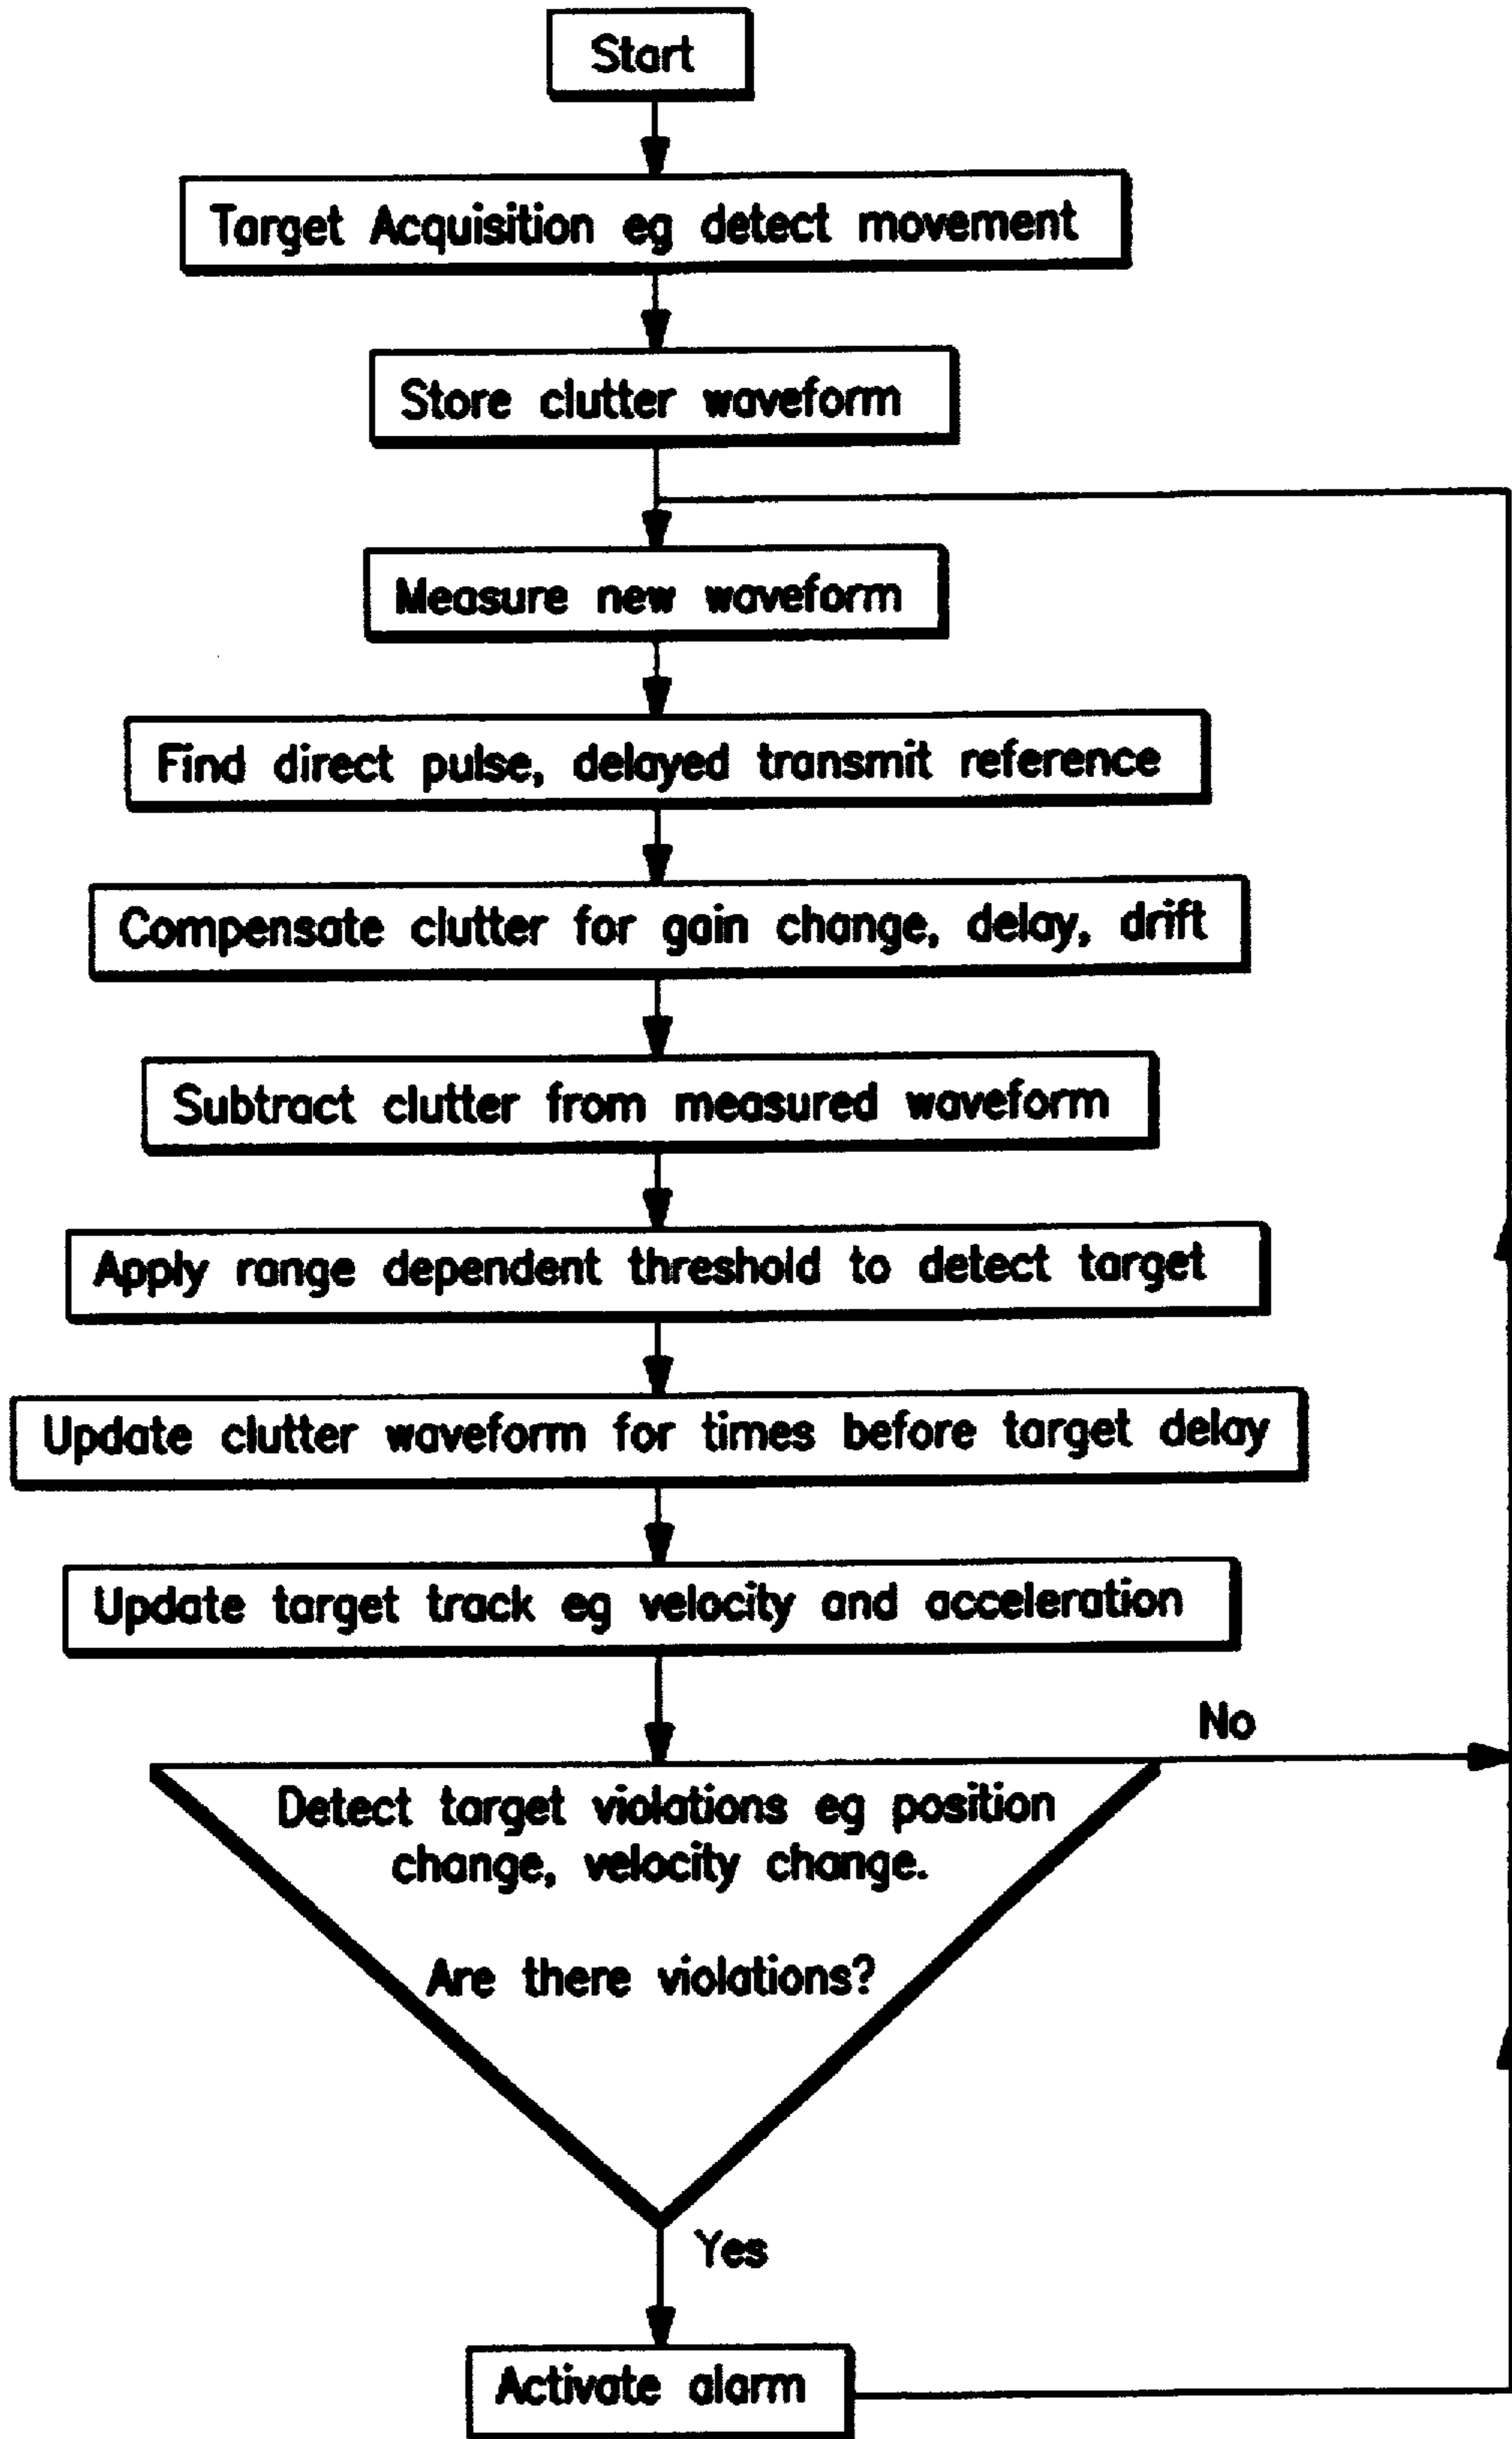 Start
Target Acquisition eg detect movement
Store clutter waveform
Measure new waveform
Find direct pulse, delayed transmit reference
Compensate clutter for gain change, delay, drift
Subtract clutter from measured waveform
Apply range dependent threshold to detect target
Update clutter waveform for times before target delay
Update target track eg velocity and acceleration
No
Detect target violations eg position
change, velocity change.
Are there violations?
Yes
Activate alarm